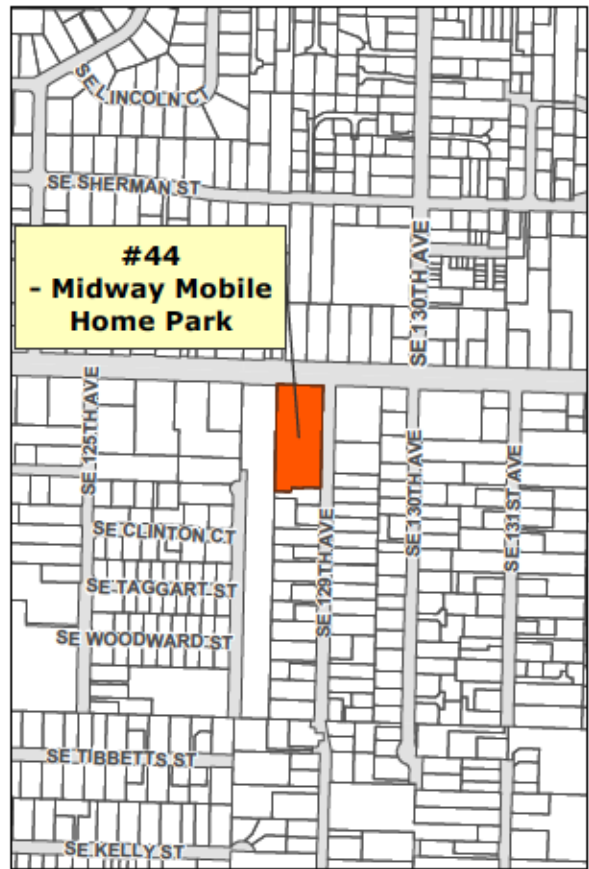 SE LINCOLN CT
SE SHERMAN ST
#44
- Midway Mobile
Home Park
SE 130TH AVE
SE 125TH AVE
SE 130TH AVE
SE 131ST AVE
SE 129TH AVE
SE CLINTON CT
SE TAGGART ST
SE WOODWARD ST
SE TIBBETTS ST
SE KELLY ST